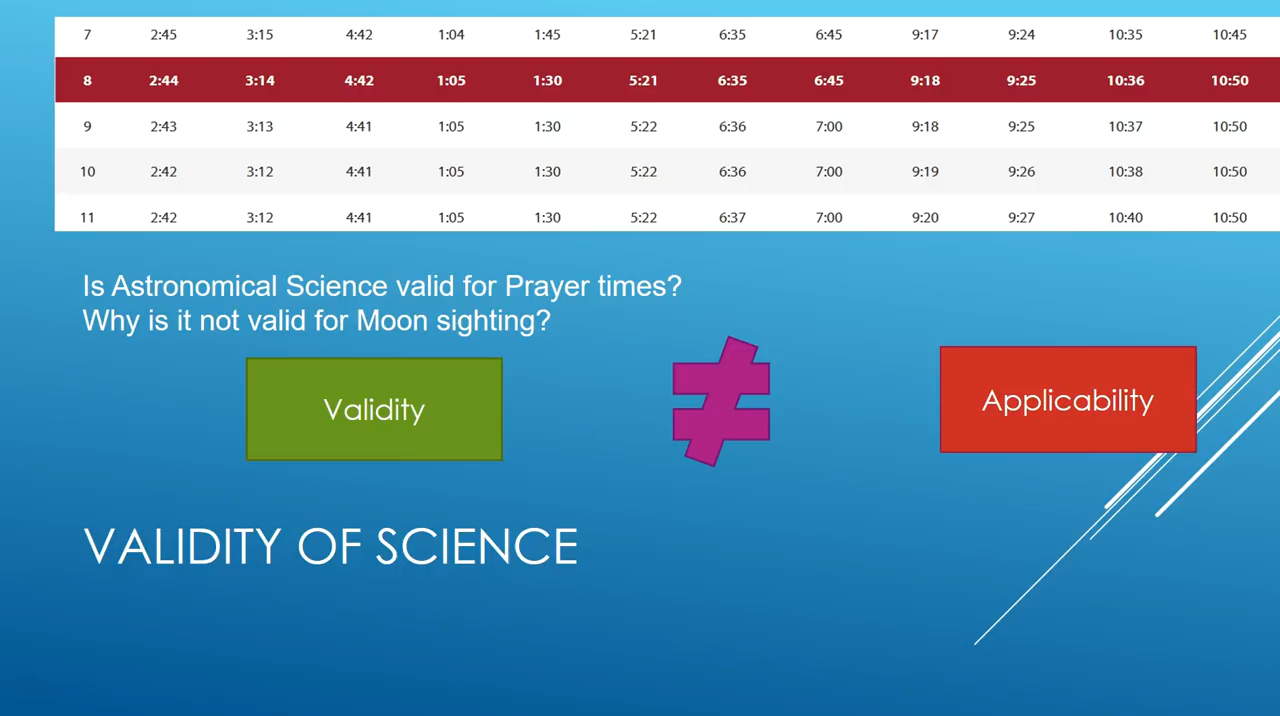 7 2:45 3:15 4:42 1:04 1:45 5:21 6:35 6:45 9:17 9:24 10:35 10:45
8 2:44 3:14 4:42 1:05 1:30 5:21 6:35 6:45 9:18 9:25 10:36 10:50
9 2:43 3:13 4:41 1:05 1:30 5:22 6:36 7:00 9:18 9:25 10:37 10:50
10 2:42 3:12 4:41 1:05 1:30 5:22 6:36 7:00 9:19 9:26 10:38 10:50
11 2:42 3:12 4:41 1:05 1:30 5:22 6:37 7:00 9:20 9:27 10:40 10:50
Is Astronomical Science valid for Prayer times?
Why is it not valid for Moon sighting?
Validity ≠ Applicability
VALIDITY OF SCIENCE